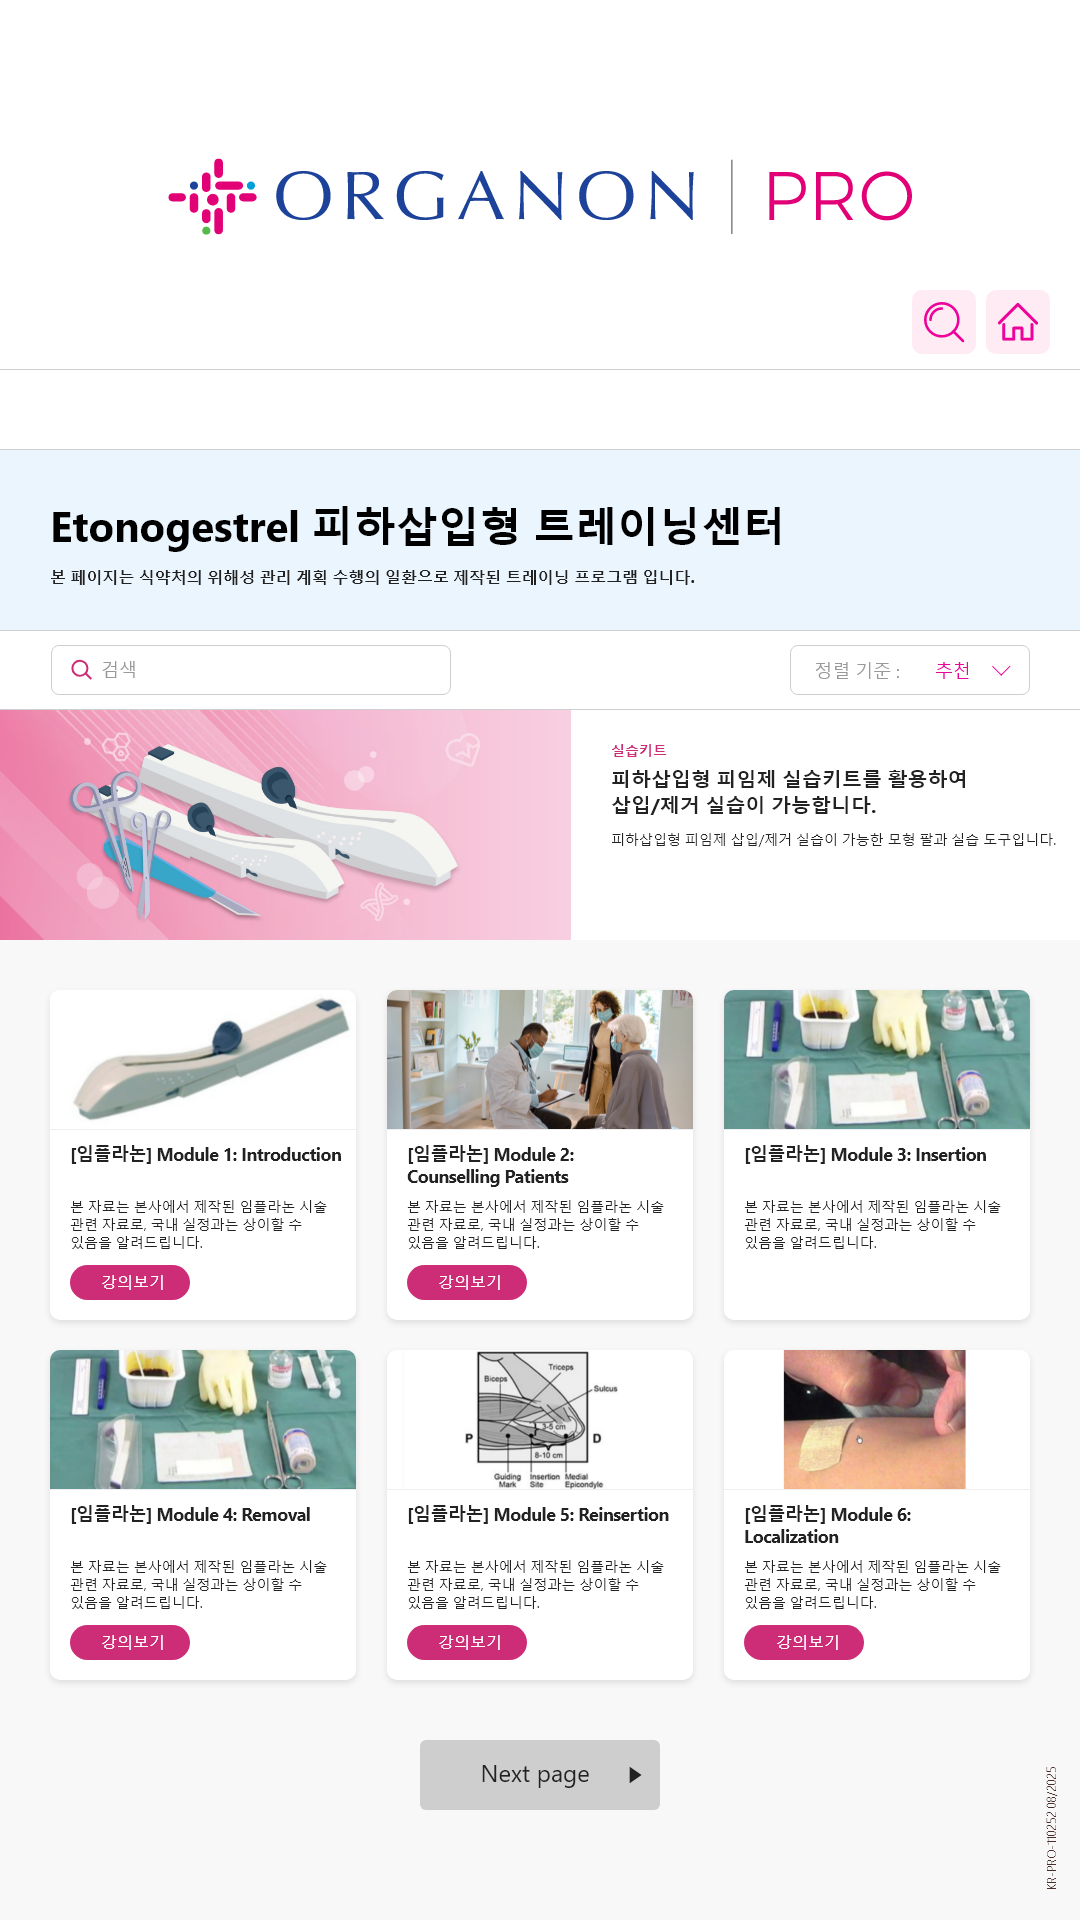 ORGANON | PRO
Etonogestrel 피하삽입형 트레이닝센터
본 페이지는 식약처의 위해성 관리 계획 수행의 일환으로 제작된 트레이닝 프로그램 입니다.
검색
정렬 기준 : 추천
실습키트
피하삽입형 피임제 실습키트를 활용하여
삽입/제거 실습이 가능합니다.
피하삽입형 피임제 삽입/제거 실습이 가능한 모형 팔과 실습 도구입니다.
[임플라논] Module 1: Introduction
본 자료는 본사에서 제작된 임플라논 시술
관련 자료로, 국내 실정과는 상이할 수
있음을 알려드립니다.
강의보기
[임플라논] Module 2:
Counselling Patients
본 자료는 본사에서 제작된 임플라논 시술
관련 자료로, 국내 실정과는 상이할 수
있음을 알려드립니다.
강의보기
[임플라논] Module 3: Insertion
본 자료는 본사에서 제작된 임플라논 시술
관련 자료로, 국내 실정과는 상이할 수
있음을 알려드립니다.
[임플라논] Module 4: Removal
본 자료는 본사에서 제작된 임플라논 시술
관련 자료로, 국내 실정과는 상이할 수
있음을 알려드립니다.
강의보기
Triceps
Biceps
Sulcus
3-5 cm
P
D
8-10 cm
Guiding Mark
Insertion Site
Medial Epicondyle
[임플라논] Module 5: Reinsertion
본 자료는 본사에서 제작된 임플라논 시술
관련 자료로, 국내 실정과는 상이할 수
있음을 알려드립니다.
강의보기
[임플라논] Module 6:
Localization
본 자료는 본사에서 제작된 임플라논 시술
관련 자료로, 국내 실정과는 상이할 수
있음을 알려드립니다.
강의보기
Next page
KR-PRO-110252 08/2025